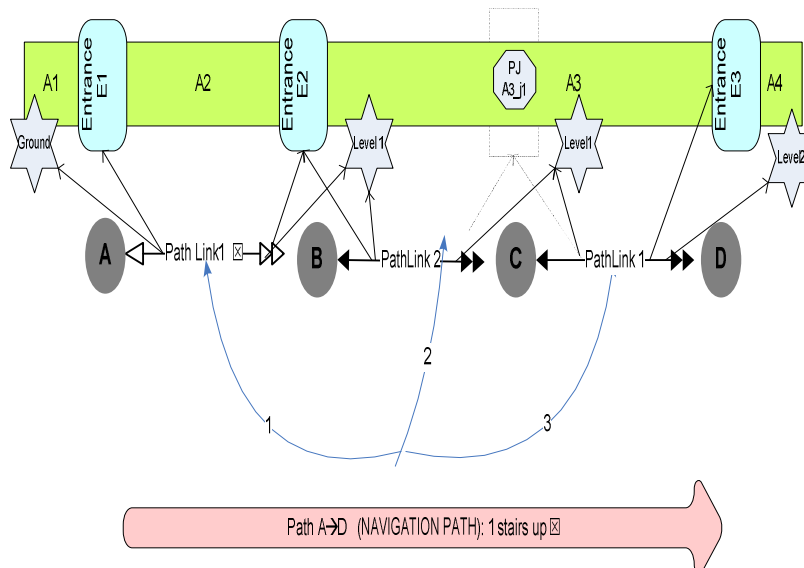 A1
Entrance
E1
A2
Entrance
E2
PJ
A3_j1
A3
Entrance
E3
A4
Ground
Level 1
Level1
Level2
A
Path Link1
B
PathLink 2
C
PathLink 1
D
1
2
3
Path A→D (NAVIGATION PATH): 1 stairs up